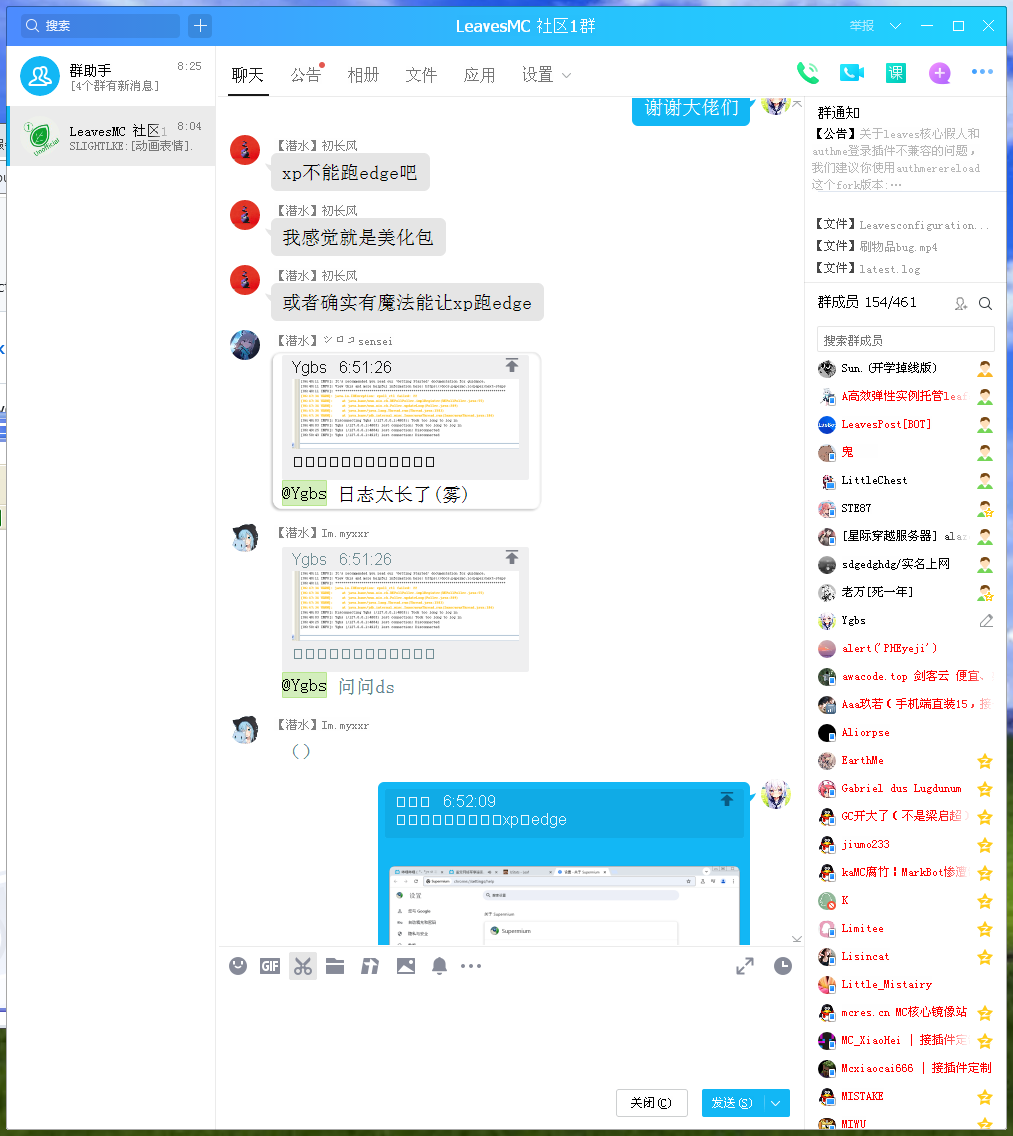 搜索
LeavesMC 社区1群
举报
群助手
8:25
[4个群有新消息]
LeavesMC 社区1
8:04
SLIGHTLKE:[动画表情].
聊天
公告
相册
文件
应用
设置
课
谢谢大佬们
【潜水】初长风
xp不能跑edge吧
【潜水】初长风
我感觉就是美化包
【潜水】初长风
或者确实有魔法能让xp跑edge
【潜水】シロコsensei
Ygbs 6:51:26
@Ygbs 日志太长了(雾)
【潜水】Im.myxxr
Ygbs 6:51:26
@Ygbs 问问ds
【潜水】Im.myxxr
()
6:52:09
xp edge
设置
Supermium
GIF
关闭(C)
发送(S)
群通知
【公告】关于leaves核心假人和
authme登录插件不兼容的问题，
我们建议你使用authmerereload
这个fork版本:…
【文件】Leavesconfiguration...
【文件】刷物品bug.mp4
【文件】latest.log
群成员 154/461
搜索群成员
Sun.(开学掉线版)
A高效弹性实例托管leaf
LeavesPost[BOT]
鬼
LittleChest
STE87
[星际穿越服务器] alaz
sdgedghdg/实名上网
老万[死一年]
Ygbs
alert('PHEyeji')
awacode.top 剑客云 便宜、
Aaa玖若(手机端直装15，接
Aliorpse
EarthMe
Gabriel dus Lugdunum
GC开大了(不是梁启超)
jiumo233
kaMC腐竹|MarkBot惨遭
K
Limitee
Lisincat
Little_Mistairy
mcres.cn MC核心镜像站
MC_XiaoHei | 接插件定
Mcxiaocai666 | 接插件定制
MISTAKE
MIWU